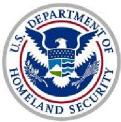 U.S. DEPARTMENT OF
HOMELAND SECURITY